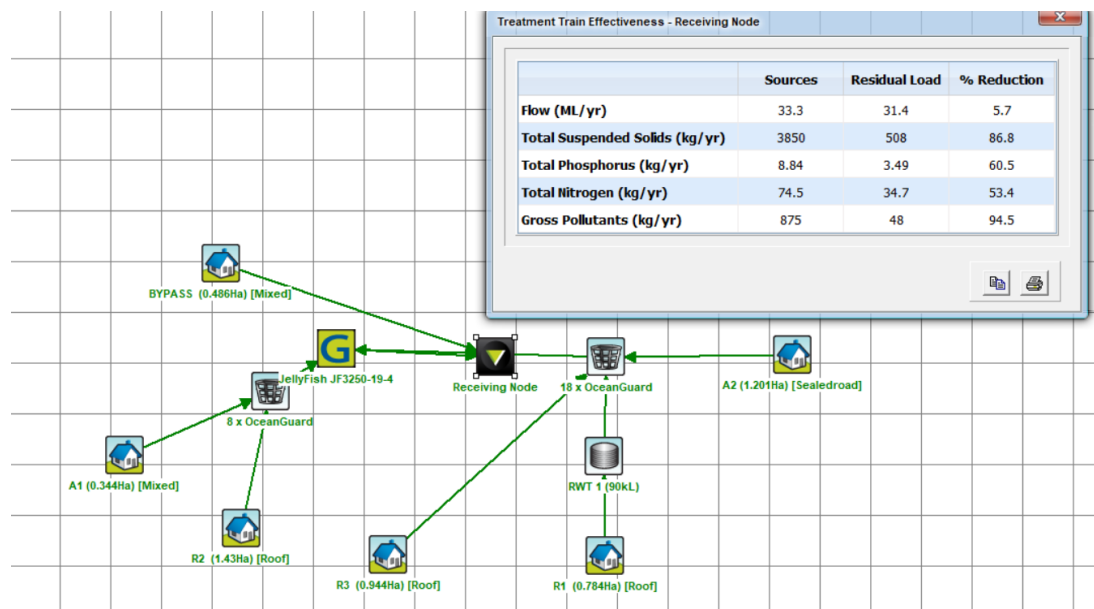 Treatment Train Effectiveness - Receiving Node
Sources Residual Load % Reduction
Flow (ML/yr) 33.3 31.4 5.7
Total Suspended Solids (kg/yr) 3850 508 86.8
Total Phosphorus (kg/yr) 8.84 3.49 60.5
Total Nitrogen (kg/yr) 74.5 34.7 53.4
Gross Pollutants (kg/yr) 875 48 94.5
BYPASS (0.486Ha) [Mixed]
G
JellyFish JF3250-19-4
Receiving Node
18 x OceanGuard
A2 (1.201Ha) [Sealedroad]
8 x OceanGuard
A1 (0.344Ha) [Mixed]
RWT 1 (90kL)
R2 (1.43Ha) [Roof]
R3 (0.944Ha) [Roof]
R1 (0.784Ha) [Roof]